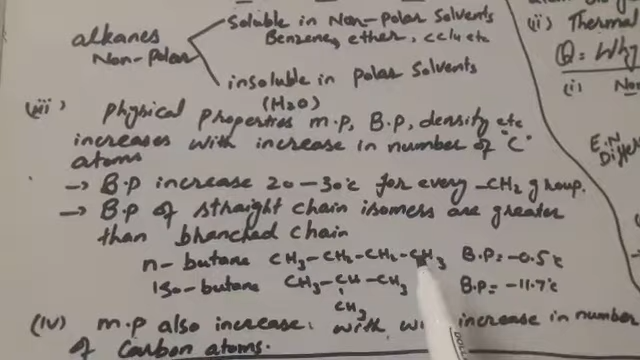 Soluble in Non-Polar Solvents
alkanes
Benzene, ether, ccl4 etc
Non-Polar
insoluble in polar Solvents
(H2O)
(iii) Physical Properties m.p, B.P, density etc
increases with increase in number of "C"
atoms
→ B.P increase 20-30°c for every -CH2 group.
→ B.P of straight chain isomers are greater
than bhanched chain
n-butane CH3-CH2-CH2-CH3 B.P=-0.5°c
iso-butane CH3-CH-CH3 B.P=-11.7°c
CH3
(iv) m.p also increase with increase in number
of Carbon atoms.
(ii) Thermal
Q= Why
(i)
E.N
Differ